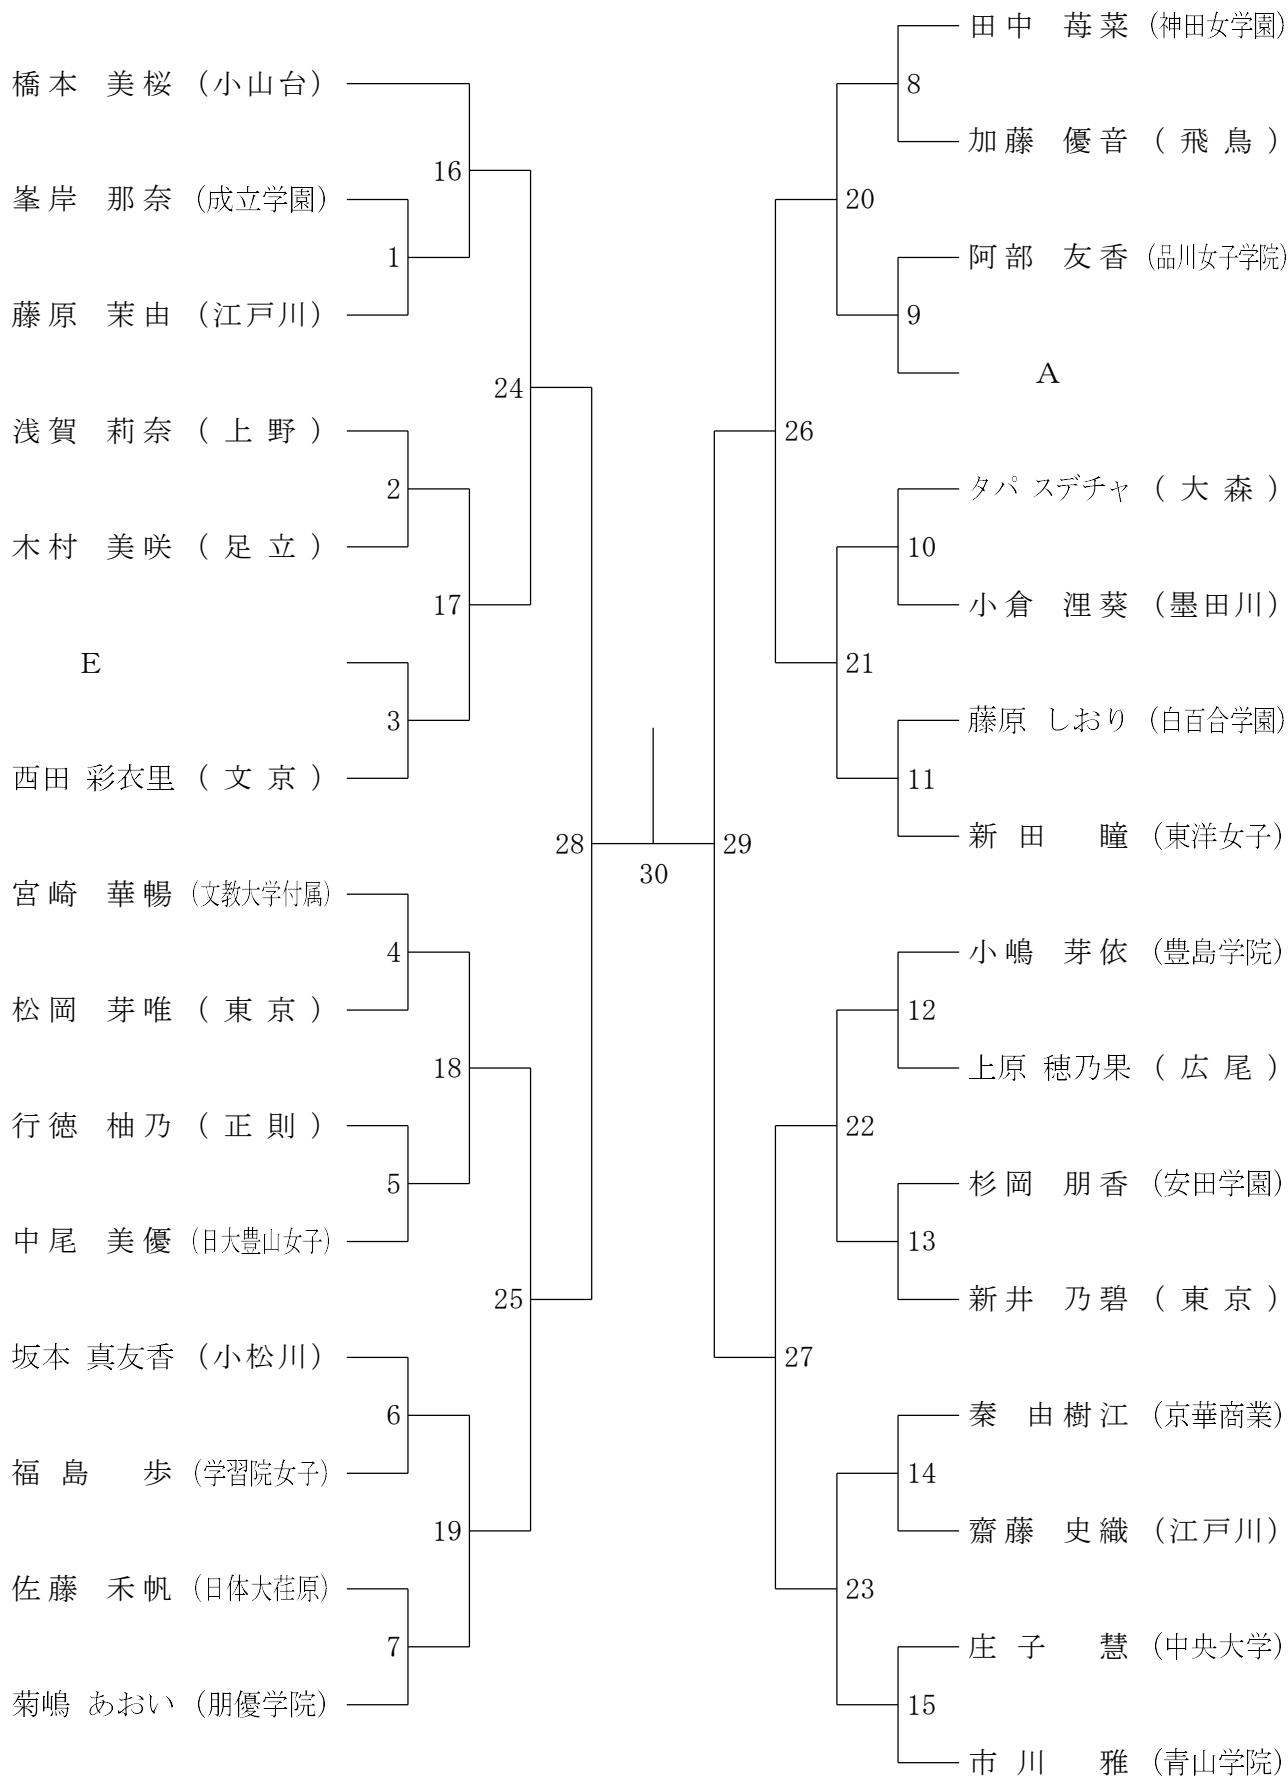 橋本 美桜 (小山台)
16
峯岸 那奈 (成立学園)
1
藤原 茉由 (江戸川)
24
浅賀 莉奈 (上野)
2
木村 美咲 (足立)
17
E
3
西田 彩衣里 (文京)
28
宮崎 華暢 (文教大学付属)
4
松岡 芽唯 (東京)
18
行徳 柚乃 (正則)
5
中尾 美優 (日大豊山女子)
25
坂本 真友香 (小松川)
6
福島 歩 (学習院女子)
19
佐藤 禾帆 (日体大荏原)
7
菊嶋 あおい (朋優学院)
30
田中 苺菜 (神田女学園)
8
加藤 優音 (飛鳥)
20
阿部 友香 (品川女子学院)
9
A
26
タパ スデチャ (大森)
10
小倉 浬葵 (墨田川)
21
藤原 しおり (白百合学園)
11
新田 瞳 (東洋女子)
29
小嶋 芽依 (豊島学院)
12
上原 穂乃果 (広尾)
22
杉岡 朋香 (安田学園)
13
新井 乃碧 (東京)
27
秦 由樹江 (京華商業)
14
齋藤 史織 (江戸川)
23
庄子 慧 (中央大学)
15
市川 雅 (青山学院)